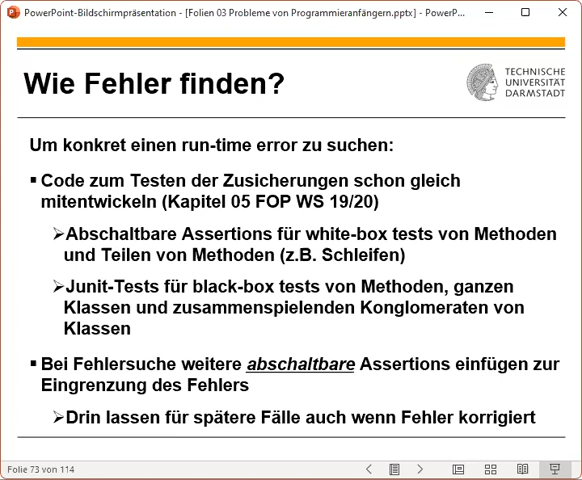 PowerPoint-Bildschirmpräsentation - [Folien 03 Probleme von Programmieranfängern.pptx] - PowerP...
Wie Fehler finden?
TECHNISCHE
UNIVERSITÄT
DARMSTADT
Um konkret einen run-time error zu suchen:
▪ Code zum Testen der Zusicherungen schon gleich
mitentwickeln (Kapitel 05 FOP WS 19/20)
➢Abschaltbare Assertions für white-box tests von Methoden
und Teilen von Methoden (z.B. Schleifen)
➢Junit-Tests für black-box tests von Methoden, ganzen
Klassen und zusammenspielenden Konglomeraten von
Klassen
▪ Bei Fehlersuche weitere abschaltbare Assertions einfügen zur
Eingrenzung des Fehlers
➢Drin lassen für spätere Fälle auch wenn Fehler korrigiert
Folie 73 von 114